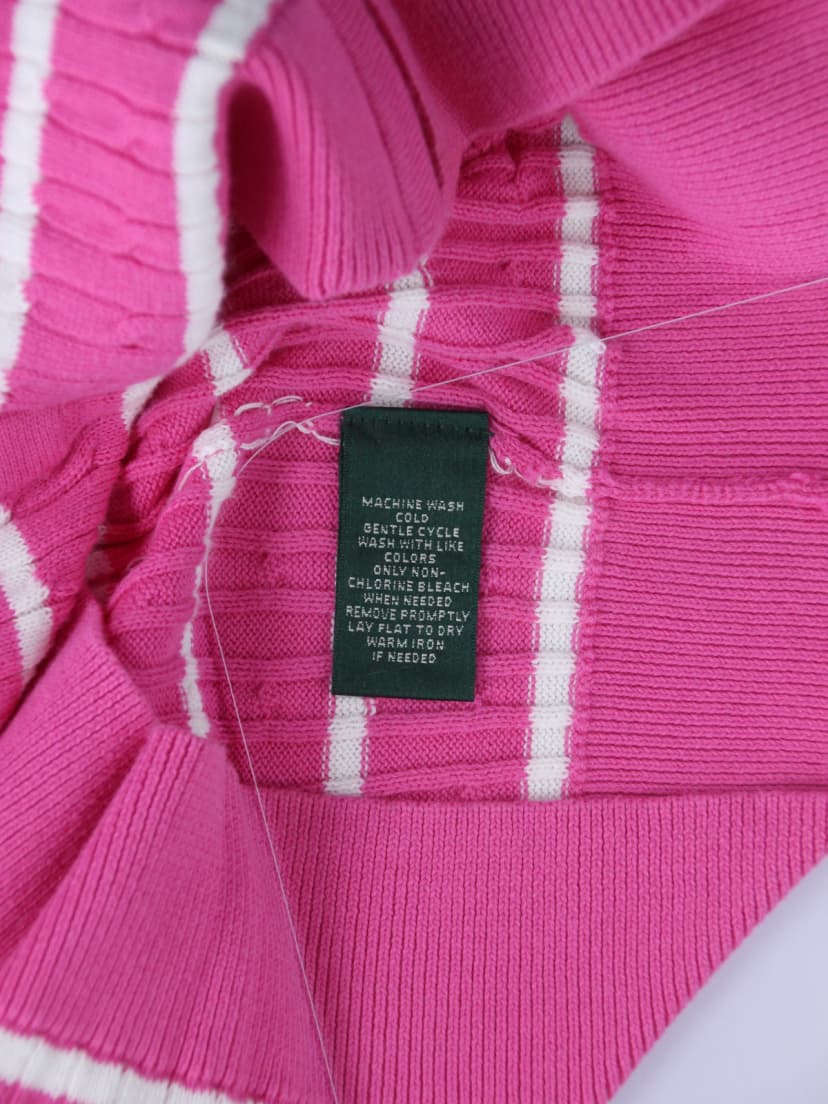 MACHINE WASH
COLD
GENTLE CYCLE
WASH WITH LIKE
COLORS
ONLY NON-
CHLORINE BLEACH
WHEN NEEDED
REMOVE PROMPTLY
LAY FLAT TO DRY
WARM IRON
IF NEEDED